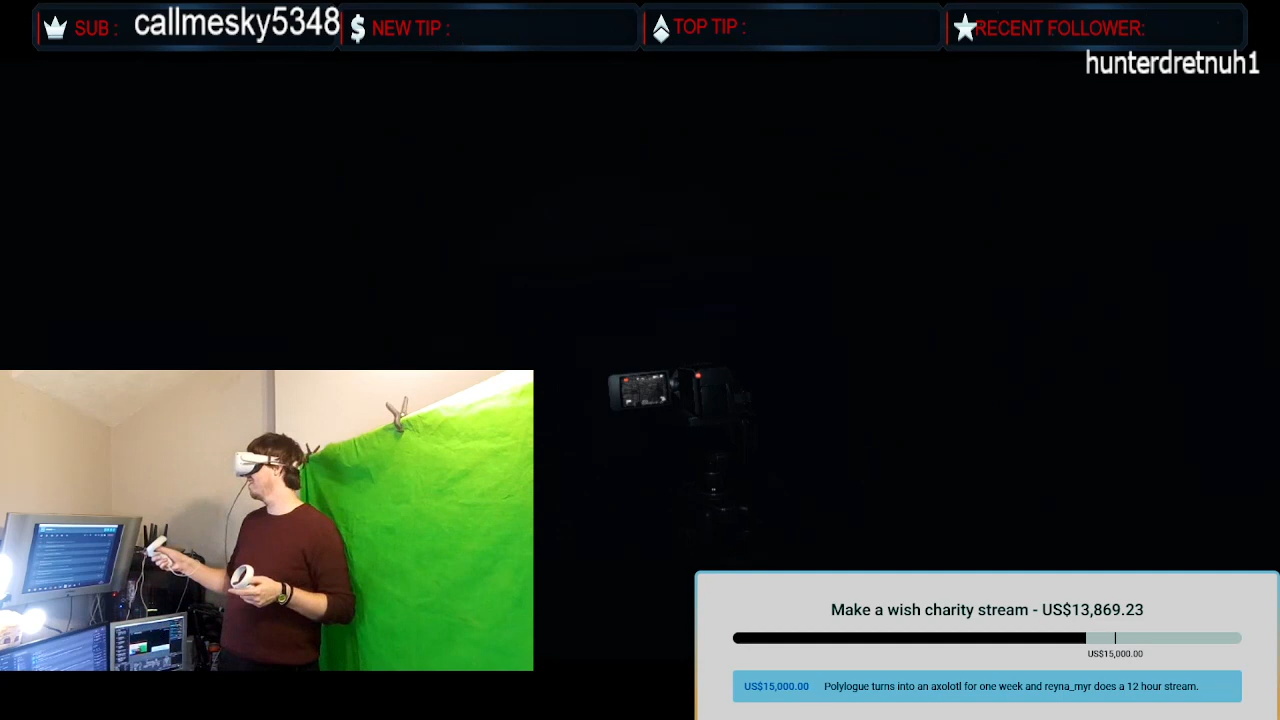 SUB : callmesky5348
NEW TIP :
TOP TIP :
RECENT FOLLOWER:
hunterdretnuh1
Make a wish charity stream - US$13,869.23
US$15,000.00
US$15,000.00 Polylogue turns into an axolotl for one week and reyna_myr does a 12 hour stream.